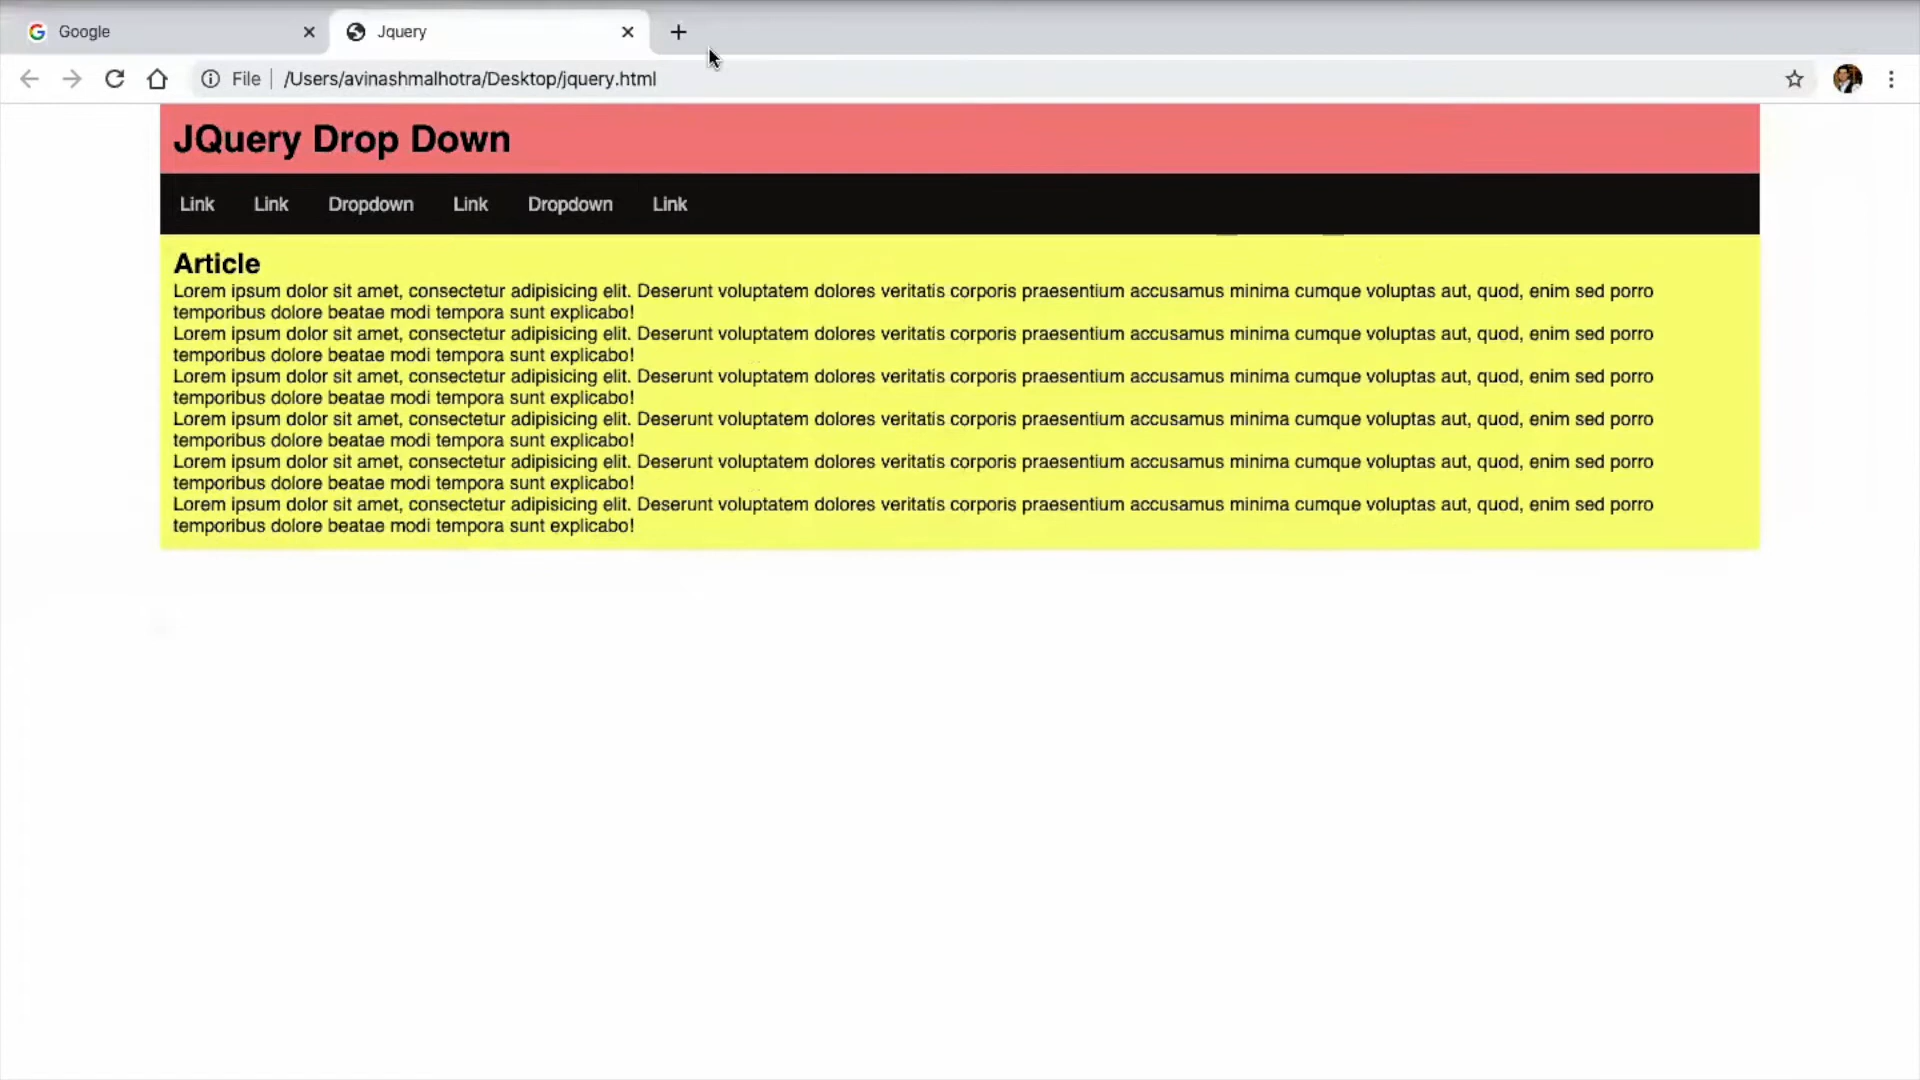 Google
Jquery
File
/Users/avinashmalhotra/Desktop/jquery.html
JQuery Drop Down
Link Link Dropdown Link Dropdown Link
Article
Lorem ipsum dolor sit amet, consectetur adipisicing elit. Deserunt voluptatem dolores veritatis corporis praesentium accusamus minima cumque voluptas aut, quod, enim sed porro
temporibus dolore beatae modi tempora sunt explicabo!
Lorem ipsum dolor sit amet, consectetur adipisicing elit. Deserunt voluptatem dolores veritatis corporis praesentium accusamus minima cumque voluptas aut, quod, enim sed porro
temporibus dolore beatae modi tempora sunt explicabo!
Lorem ipsum dolor sit amet, consectetur adipisicing elit. Deserunt voluptatem dolores veritatis corporis praesentium accusamus minima cumque voluptas aut, quod, enim sed porro
temporibus dolore beatae modi tempora sunt explicabo!
Lorem ipsum dolor sit amet, consectetur adipisicing elit. Deserunt voluptatem dolores veritatis corporis praesentium accusamus minima cumque voluptas aut, quod, enim sed porro
temporibus dolore beatae modi tempora sunt explicabo!
Lorem ipsum dolor sit amet, consectetur adipisicing elit. Deserunt voluptatem dolores veritatis corporis praesentium accusamus minima cumque voluptas aut, quod, enim sed porro
temporibus dolore beatae modi tempora sunt explicabo!
Lorem ipsum dolor sit amet, consectetur adipisicing elit. Deserunt voluptatem dolores veritatis corporis praesentium accusamus minima cumque voluptas aut, quod, enim sed porro
temporibus dolore beatae modi tempora sunt explicabo!